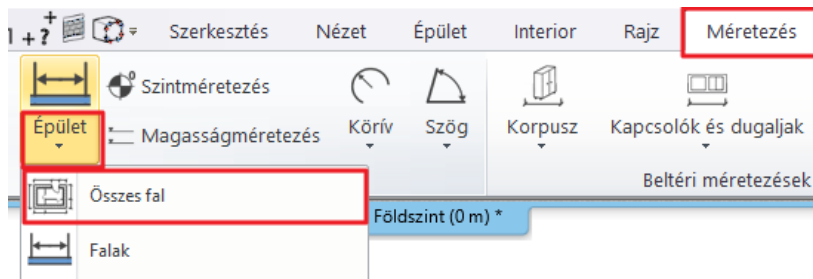 Szerkesztés Nézet Épület Interior Rajz Méretezés
Szintméretezés
Épület Magasságméretezés Körív Szög Korpusz Kapcsolók és dugaljak
Beltéri méretezések
Összes fal
Földszint (0 m) *
Falak